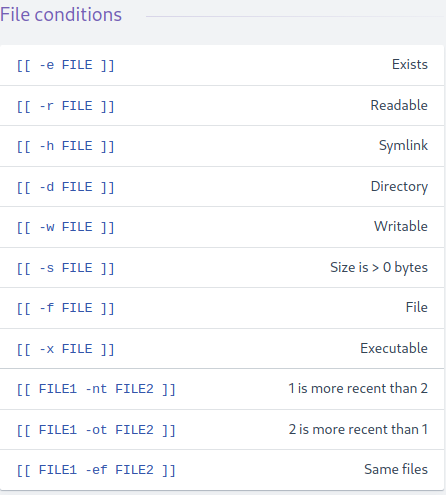 File conditions
[[ -e FILE ]] Exists
[[ -r FILE ]] Readable
[[ -h FILE ]] Symlink
[[ -d FILE ]] Directory
[[ -w FILE ]] Writable
[[ -s FILE ]] Size is > 0 bytes
[[ -f FILE ]] File
[[ -x FILE ]] Executable
[[ FILE1 -nt FILE2 ]] 1 is more recent than 2
[[ FILE1 -ot FILE2 ]] 2 is more recent than 1
[[ FILE1 -ef FILE2 ]] Same files